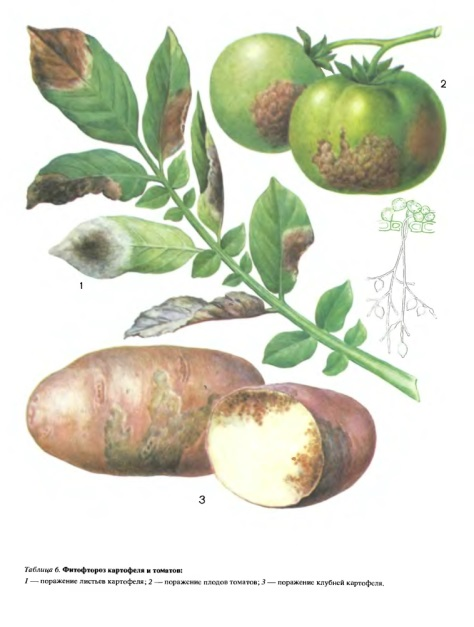 2
1
3
Таблица 6. Фитофтороз картофеля и томатов:
1 — поражение листьев картофеля; 2 — поражение плодов томатов; 3 — поражение клубней картофеля.